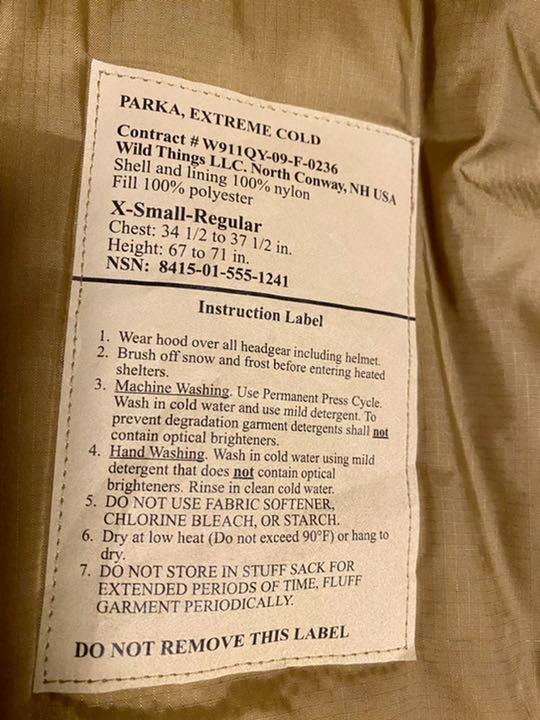 PARKA, EXTREME COLD
Contract # W911QY-09-F-0236
Wild Things LLC. North Conway, NH USA
Shell and lining 100% nylon
Fill 100% polyester
X-Small-Regular
Chest: 34 1/2 to 37 1/2 in.
Height: 67 to 71 in.
NSN: 8415-01-555-1241
Instruction Label
1. Wear hood over all headgear including helmet.
2. Brush off snow and frost before entering heated
shelters.
3. Machine Washing. Use Permanent Press Cycle.
Wash in cold water and use mild detergent. To
prevent degradation garment detergents shall not
contain optical brighteners.
4. Hand Washing. Wash in cold water using mild
detergent that does not contain optical
brighteners. Rinse in clean cold water.
5. DO NOT USE FABRIC SOFTENER,
CHLORINE BLEACH, OR STARCH.
6. Dry at low heat (Do not exceed 90°F) or hang to
dry.
7. DO NOT STORE IN STUFF SACK FOR
EXTENDED PERIODS OF TIME, FLUFF
GARMENT PERIODICALLY.
DO NOT REMOVE THIS LABEL